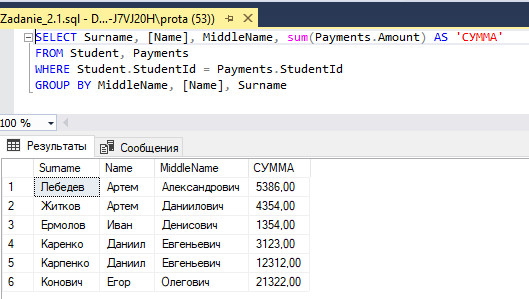 Zadanie_2.1.sql - D...-J7VJ20H\prota (53))
SELECT Surname, [Name], MiddleName, sum(Payments.Amount) AS 'СУММА'
FROM Student, Payments
WHERE Student.StudentId = Payments.StudentId
GROUP BY MiddleName, [Name], Surname
100 %
Результаты Сообщения
Surname Name MiddleName СУММА
1 Лебедев Артем Александрович 5386,00
2 Житков Артем Даниилович 4354,00
3 Ермолов Иван Денисович 1354,00
4 Каренко Даниил Евгеньевич 3123,00
5 Карпенко Даниил Евгеньевич 12312,00
6 Конович Егор Олегович 21322,00